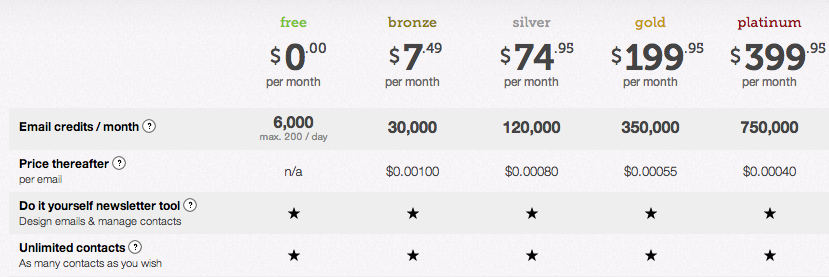 free bronze silver gold platinum
$0.00 $7.49 $74.95 $199.95 $399.95
per month per month per month per month per month
Email credits / month ? 6,000 30,000 120,000 350,000 750,000
max. 200 / day
Price thereafter ? n/a $0.00100 $0.00080 $0.00055 $0.00040
per email
Do it yourself newsletter tool ? ★ ★ ★ ★ ★
Design emails & manage contacts
Unlimited contacts ? ★ ★ ★ ★ ★
As many contacts as you wish